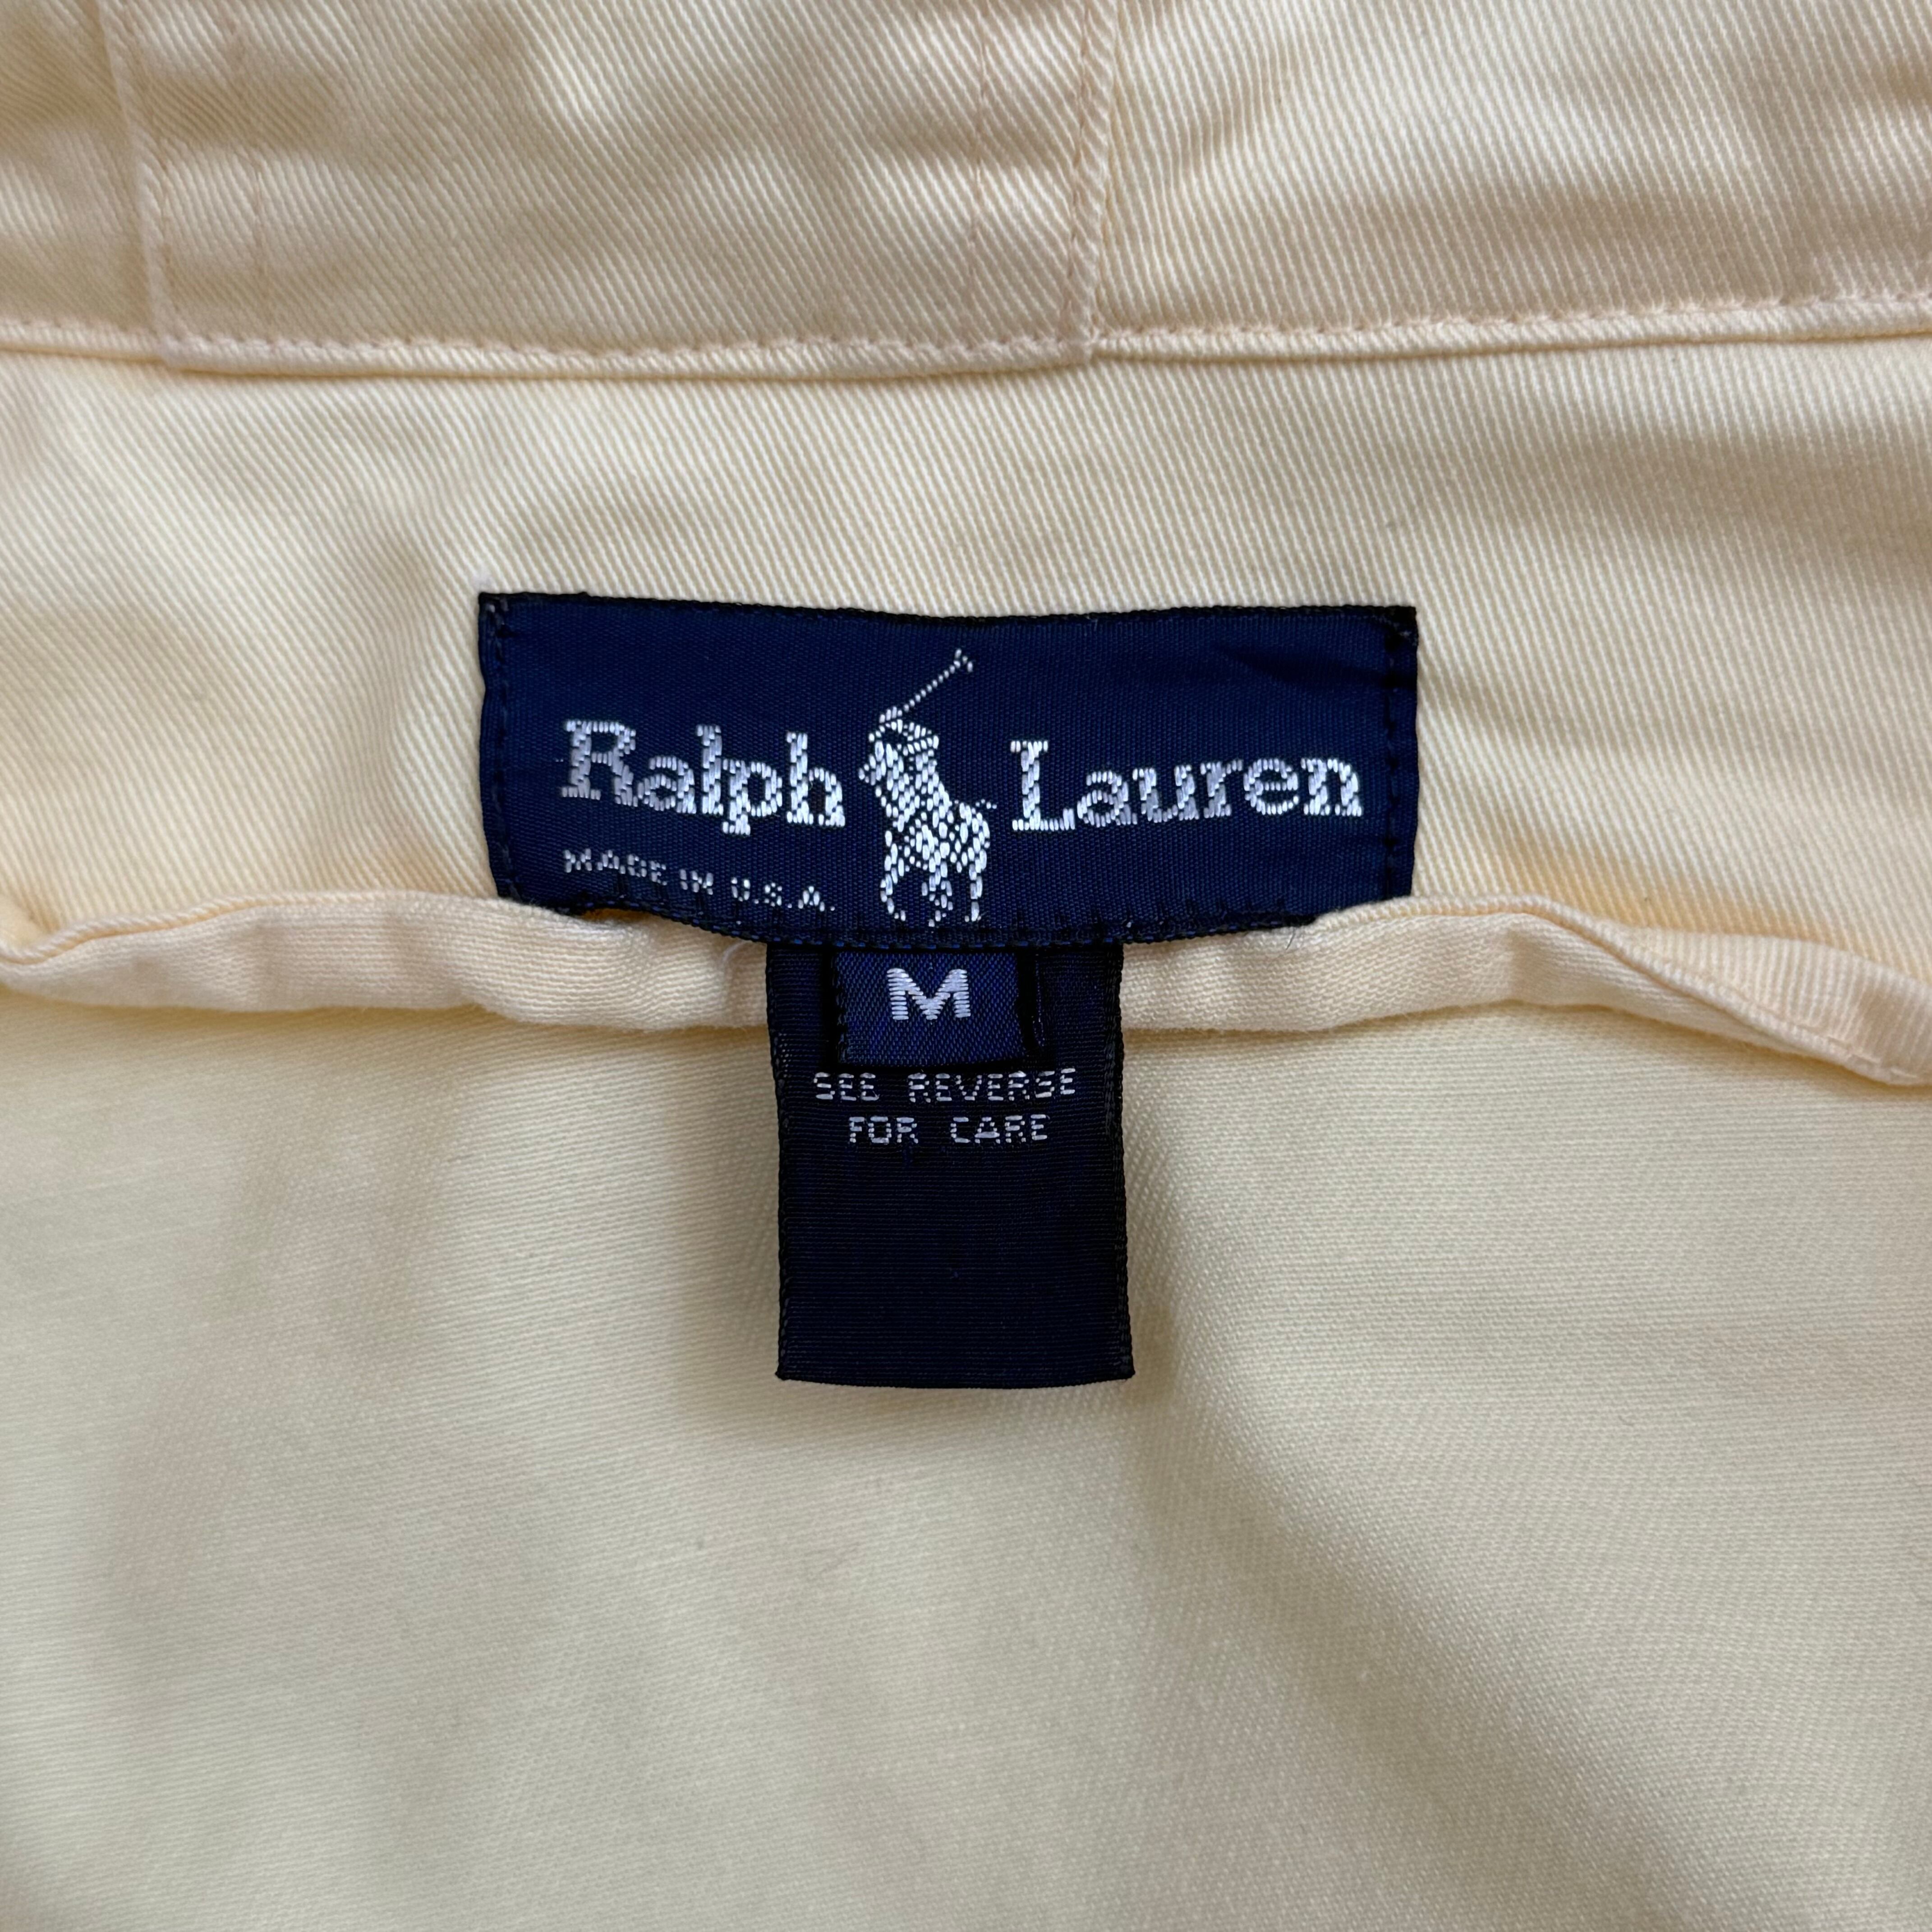 Ralph Lauren
MADE IN U.S.A.
M
SEE REVERSE
FOR CARE